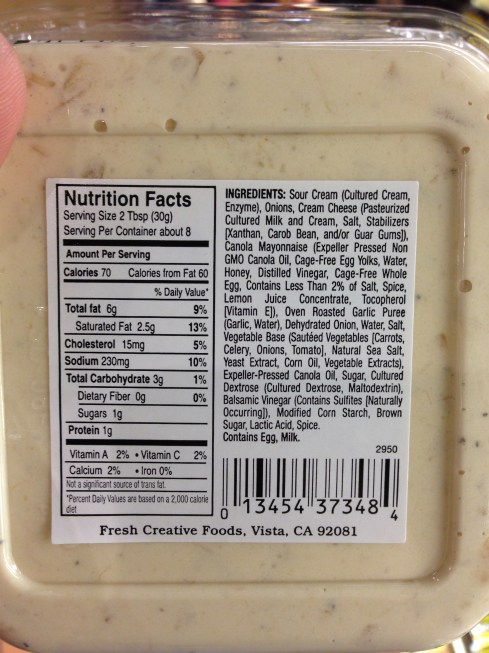 Nutrition Facts
Serving Size 2 Tbsp (30g)
Serving Per Container about 8
Amount Per Serving
Calories 70 Calories from Fat 60
% Daily Value*
Total fat 6g 9%
Saturated Fat 2.5g 13%
Cholesterol 15mg 5%
Sodium 230mg 10%
Total Carbohydrate 3g 1%
Dietary Fiber 0g 0%
Sugars 1g
Protein 1g
Vitamin A 2% • Vitamin C 2%
Calcium 2% • Iron 0%
Not a significant source of trans fat.
*Percent Daily Values are based on a 2,000 calorie
diet
INGREDIENTS: Sour Cream (Cultured Cream,
Enzyme), Onions, Cream Cheese (Pasteurized
Cultured Milk and Cream, Salt, Stabilizers
[Xanthan, Carob Bean, and/or Guar Gums]),
Canola Mayonnaise (Expeller Pressed Non
GMO Canola Oil, Cage-Free Egg Yolks, Water,
Honey, Distilled Vinegar, Cage-Free Whole
Egg, Contains Less Than 2% of Salt, Spice,
Lemon Juice Concentrate, Tocopherol
[Vitamin E]), Oven Roasted Garlic Puree
(Garlic, Water), Dehydrated Onion, Water, Salt,
Vegetable Base (Sautéed Vegetables [Carrots,
Celery, Onions, Tomato], Natural Sea Salt,
Yeast Extract, Corn Oil, Vegetable Extracts),
Expeller-Pressed Canola Oil, Sugar, Cultured
Dextrose (Cultured Dextrose, Maltodextrin),
Balsamic Vinegar (Contains Sulfites [Naturally
Occurring]), Modified Corn Starch, Brown
Sugar, Lactic Acid, Spice.
Contains Egg, Milk.
2950
0 13454 37348 4
Fresh Creative Foods, Vista, CA 92081